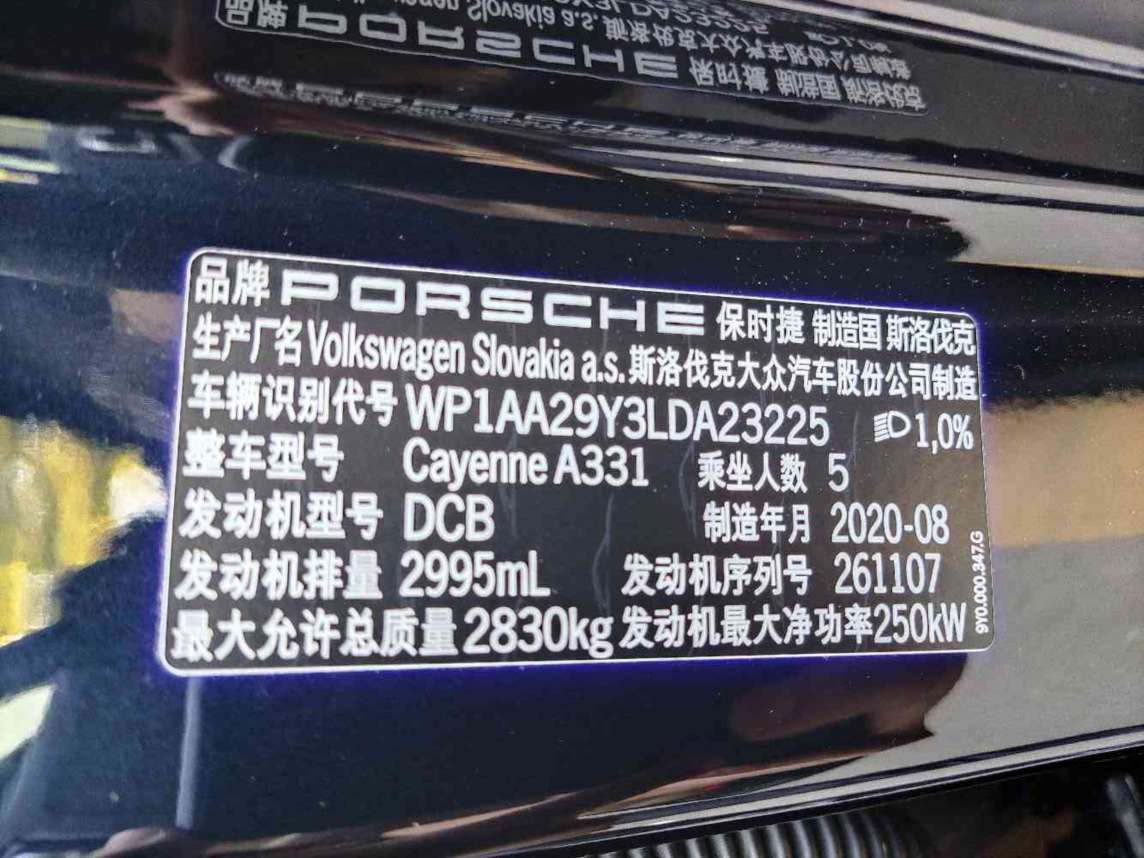 品牌 PORSCHE 保时捷 制造国 斯洛伐克
生产厂名 Volkswagen Slovakia a.s. 斯洛伐克大众汽车股份公司制造
车辆识别代号 WP1AA29Y3LDA23225 1,0%
整车型号 Cayenne A331 乘坐人数 5
发动机型号 DCB 制造年月 2020-08
发动机排量 2995mL 发动机序列号 261107
最大允许总质量 2830kg 发动机最大净功率 250kW
9Y0.000.347.G